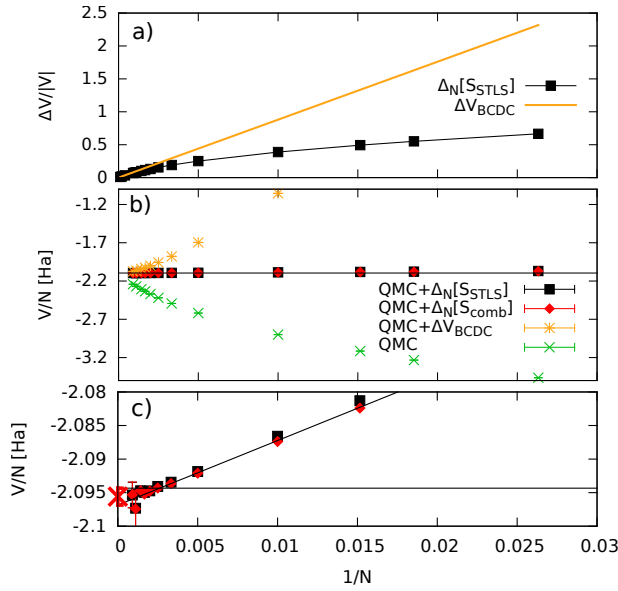 a)
ΔV/|V|
2.5
2
1.5
1
0.5
0
Δ_N[S_STLS]
ΔV_BCDC
b)
V/N [Ha]
-1.2
-1.7
-2.2
-2.7
-3.2
QMC+Δ_N[S_STLS]
QMC+Δ_N[S_comb]
QMC+ΔV_BCDC
QMC
c)
V/N [Ha]
-2.08
-2.085
-2.09
-2.095
-2.1
0 0.005 0.01 0.015 0.02 0.025 0.03
1/N